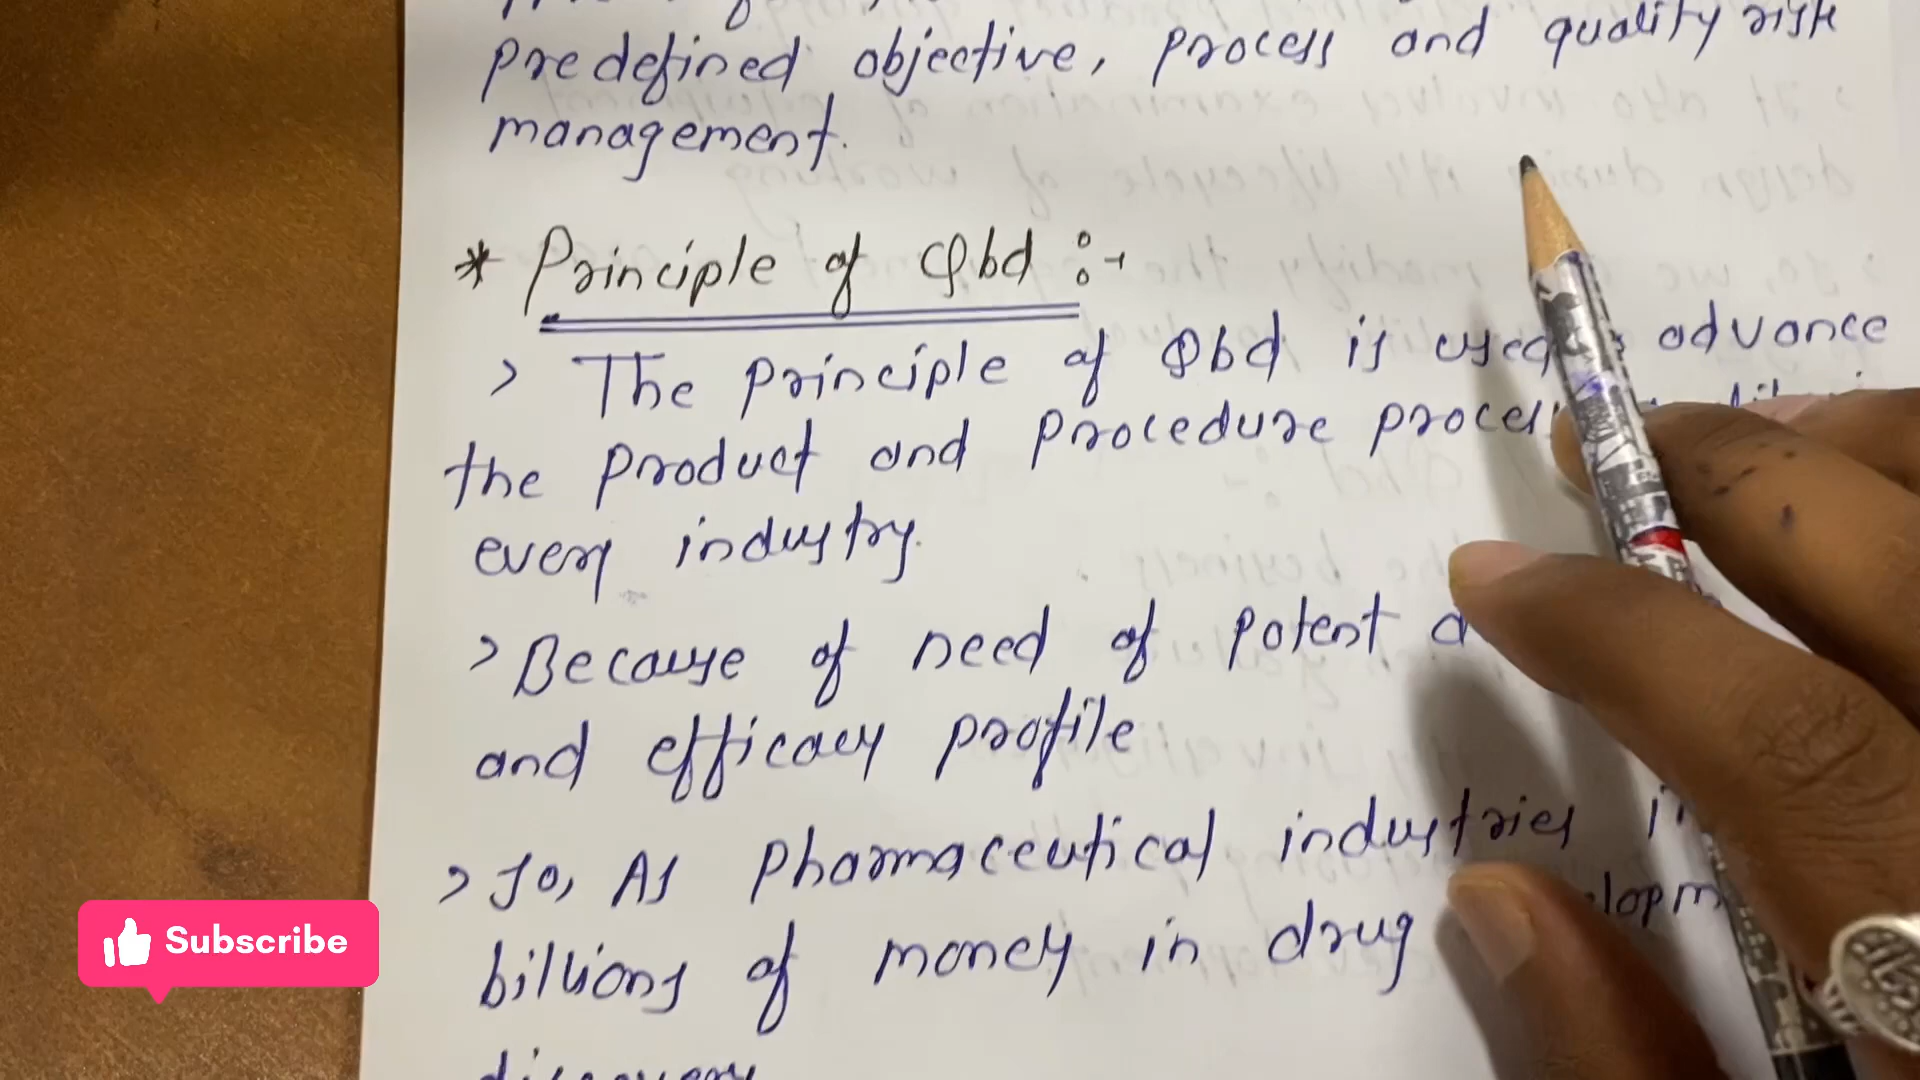 predefined objective, process and quality risk
management.
* Principle of Qbd :-
> The principle of Qbd is used advance
the product and procedure process
every industry.
> Because of need of potent
and efficacy profile
> So, As pharmaceutical industries
billions of money in drug
discovery
Subscribe